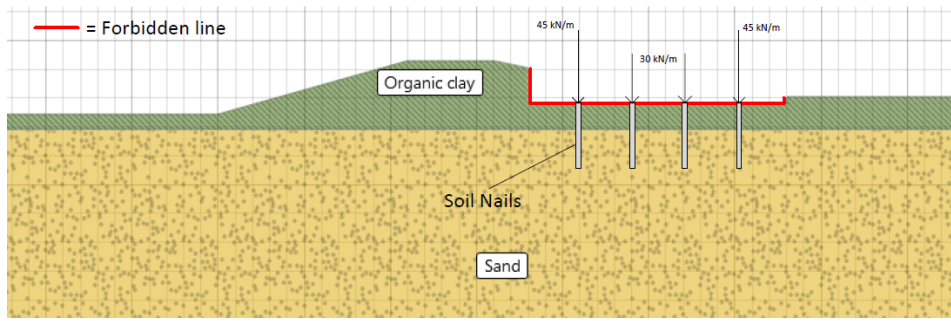 = Forbidden line
45 kN/m
45 kN/m
30 kN/m
Organic clay
Soil Nails
Sand